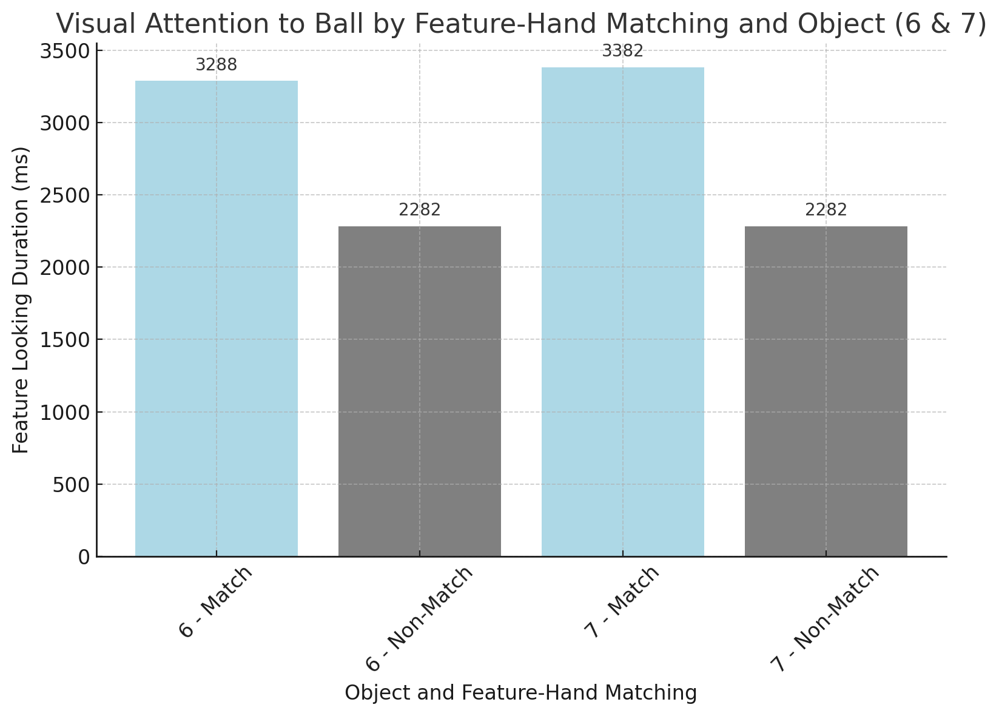 Visual Attention to Ball by Feature-Hand Matching and Object (6 & 7)
Feature Looking Duration (ms)
3500
3000
2500
2000
1500
1000
500
0
3288
2282
3382
2282
6 - Match
6 - Non-Match
7 - Match
7 - Non-Match
Object and Feature-Hand Matching